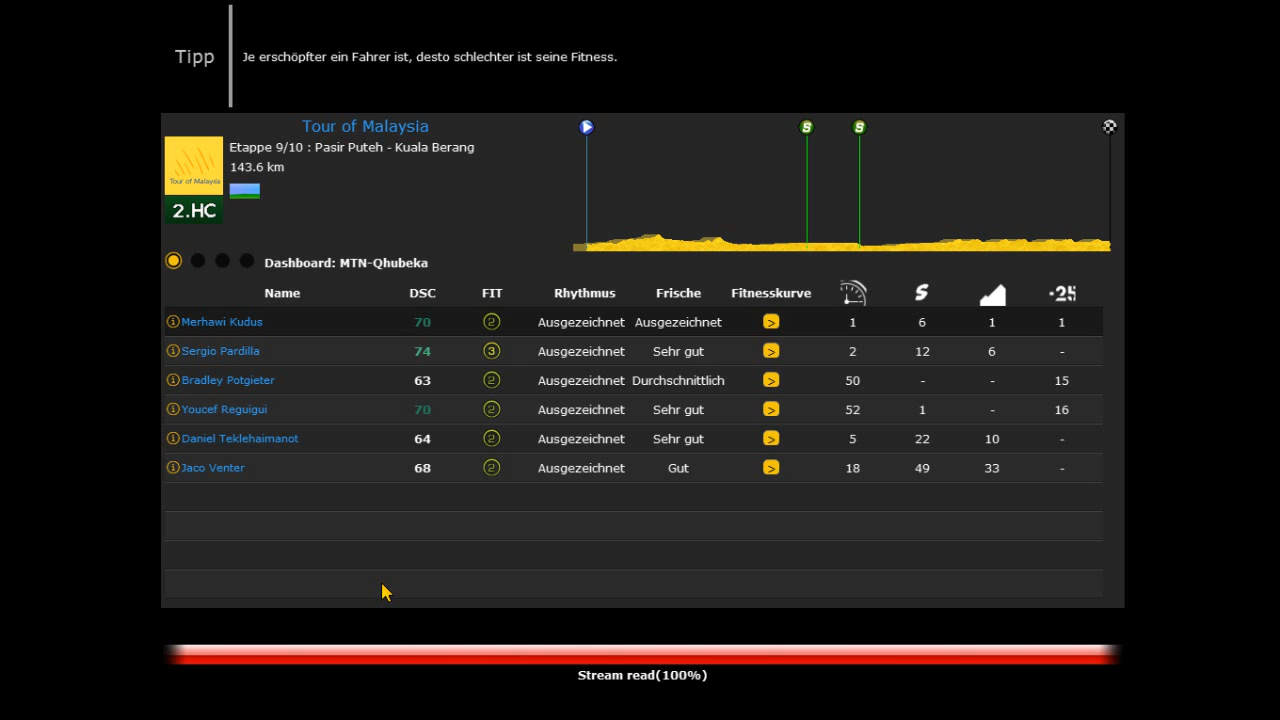 Tipp
Je erschöpfter ein Fahrer ist, desto schlechter ist seine Fitness.
Tour of Malaysia
Etappe 9/10 : Pasir Puteh - Kuala Berang
143.6 km
Tour of Malaysia
2.HC
S S
Dashboard: MTN-Qhubeka
Name DSC FIT Rhythmus Frische Fitnesskurve S -25
Merhawi Kudus 70 2 Ausgezeichnet Ausgezeichnet > 1 6 1 1
Sergio Pardilla 74 3 Ausgezeichnet Sehr gut > 2 12 6 -
Bradley Potgieter 63 2 Ausgezeichnet Durchschnittlich > 50 - - 15
Youcef Reguigui 70 2 Ausgezeichnet Sehr gut > 52 1 - 16
Daniel Teklehaimanot 64 2 Ausgezeichnet Sehr gut > 5 22 10 -
Jaco Venter 68 2 Ausgezeichnet Gut > 18 49 33 -
Stream read(100%)